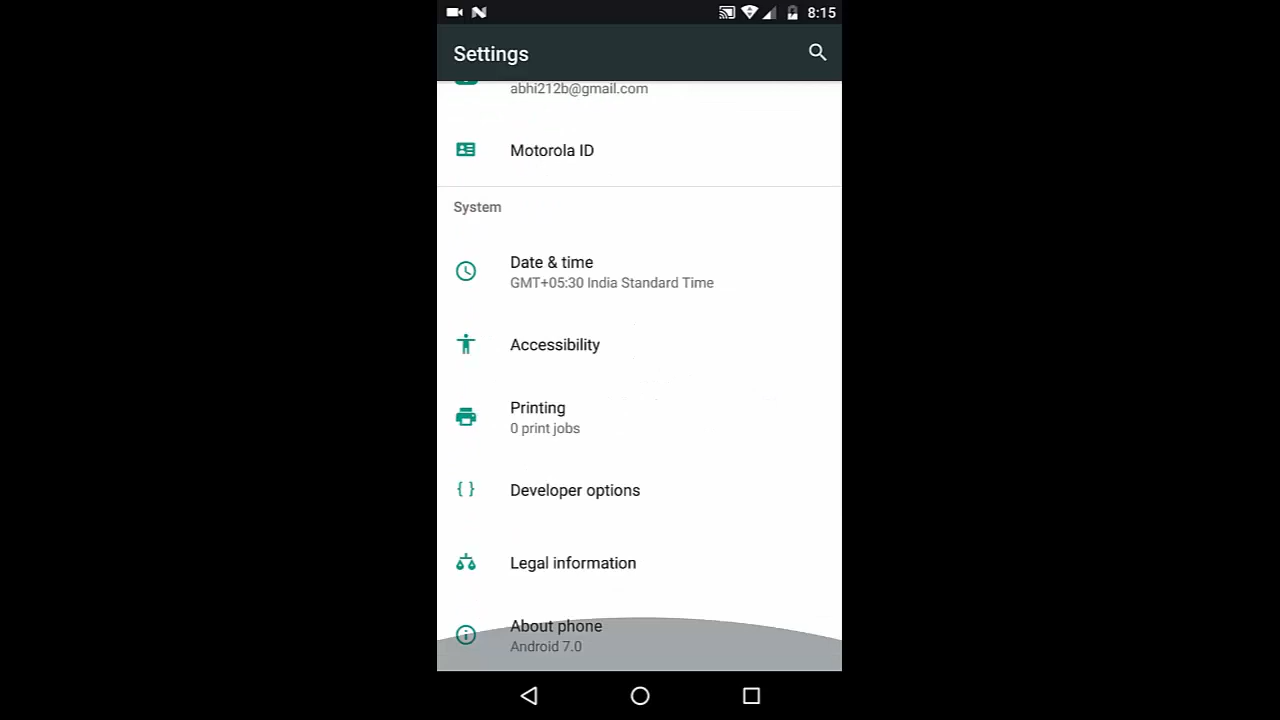 8:15
Settings
abhi212b@gmail.com
Motorola ID
System
Date & time
GMT+05:30 India Standard Time
Accessibility
Printing
0 print jobs
Developer options
Legal information
About phone
Android 7.0